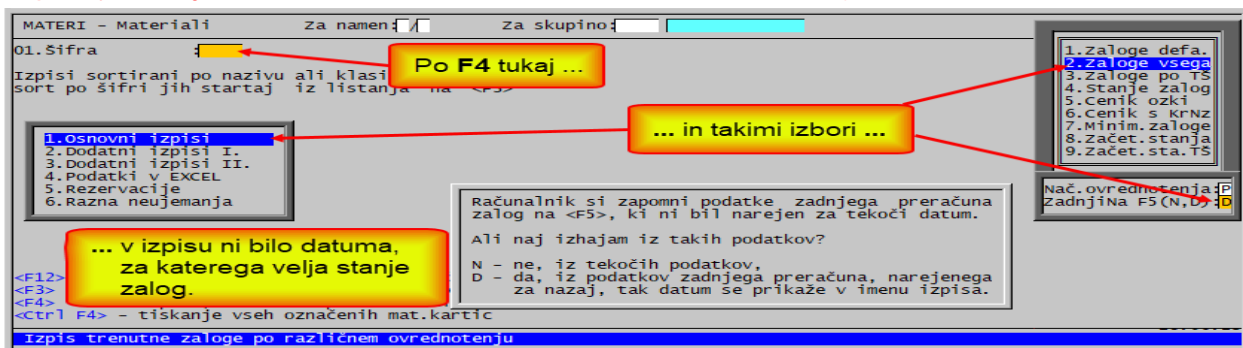 MATERI - Materiali Za namen: / Za skupino:
01.Šifra :
Po F4 tukaj ...
Izpisi sortirani po nazivu ali
sort po šifri jih startaj iz listanja na <F5>
1.Zaloge defa.
2.Zaloge vsega
3.Zaloge po TŠ
4.Stanje zalog
5.Cenik ozki
6.Cenik s KrNz
7.Minim.zaloge
8.Začet.stanja
9.Začet.sta.TŠ
... in takimi izbori ...
1.Osnovni izpisi
2.Dodatni izpisi I.
3.Dodatni izpisi II.
4.Podatki v EXCEL
5.Rezervacije
6.Razna neujemanja
Nač.ovrednotenja:P
ZadnjiNa F5(N,D):D
Računalnik si zapomni podatke zadnjega preračuna
zalog na <F5>, ki ni bil narejen za tekoči datum.
Ali naj izhajam iz takih podatkov?
N - ne, iz tekočih podatkov,
D - da, iz podatkov zadnjega preračuna, narejenega
za nazaj, tak datum se prikaže v imenu izpisa.
... v izpisu ni bilo datuma,
za katerega velja stanje
zalog.
<F12>
<F3>
<F4>
<Ctrl F4> - tiskanje vseh označenih mat.kartic
Izpis trenutne zaloge po različnem ovrednotenju